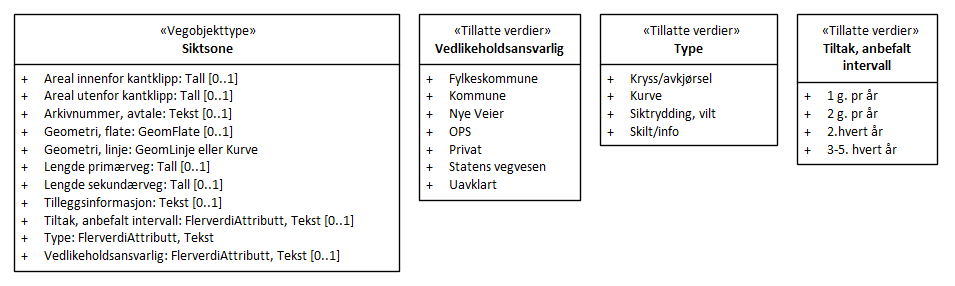 «Vegobjekttype»
Siktsone
+ Areal innenfor kantklipp: Tall [0..1]
+ Areal utenfor kantklipp: Tall [0..1]
+ Arkivnummer, avtale: Tekst [0..1]
+ Geometri, flate: GeomFlate [0..1]
+ Geometri, linje: GeomLinje eller Kurve
+ Lengde primærveg: Tall [0..1]
+ Lengde sekundærveg: Tall [0..1]
+ Tilleggsinformasjon: Tekst [0..1]
+ Tiltak, anbefalt intervall: FlerverdiAttributt, Tekst [0..1]
+ Type: FlerverdiAttributt, Tekst
+ Vedlikeholdsansvarlig: FlerverdiAttributt, Tekst [0..1]
«Tillatte verdier»
Vedlikeholdsansvarlig
+ Fylkeskommune
+ Kommune
+ Nye Veier
+ OPS
+ Privat
+ Statens vegvesen
+ Uavklart
«Tillatte verdier»
Type
+ Kryss/avkjørsel
+ Kurve
+ Siktrydding, vilt
+ Skilt/info
«Tillatte verdier»
Tiltak, anbefalt
intervall
+ 1 g. pr år
+ 2 g. pr år
+ 2.hvert år
+ 3-5. hvert år